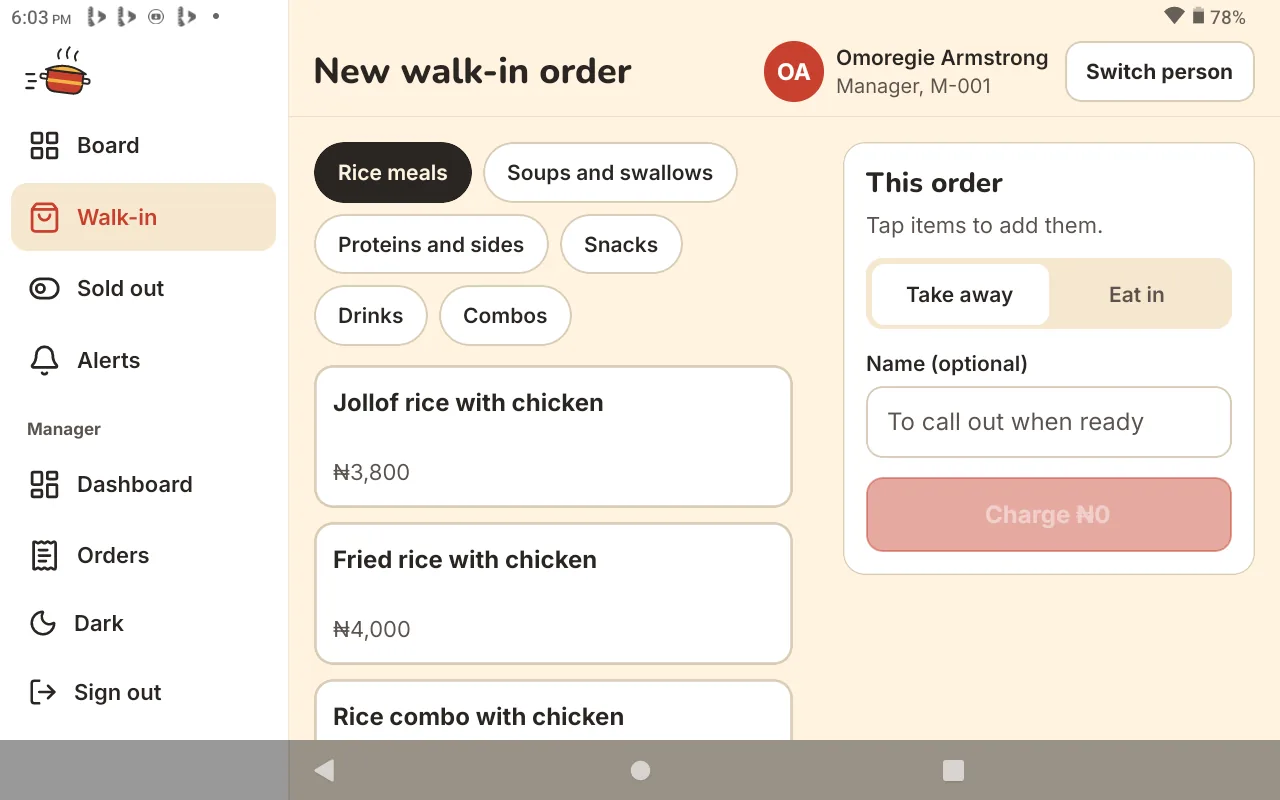 6:03 PM
78%
New walk-in order
OA
Omoregie Armstrong
Manager, M-001
Switch person
Board
Walk-in
Sold out
Alerts
Manager
Dashboard
Orders
Dark
Sign out
Rice meals
Soups and swallows
Proteins and sides
Snacks
Drinks
Combos
Jollof rice with chicken
₦3,800
Fried rice with chicken
₦4,000
Rice combo with chicken
This order
Tap items to add them.
Take away
Eat in
Name (optional)
To call out when ready
Charge ₦0